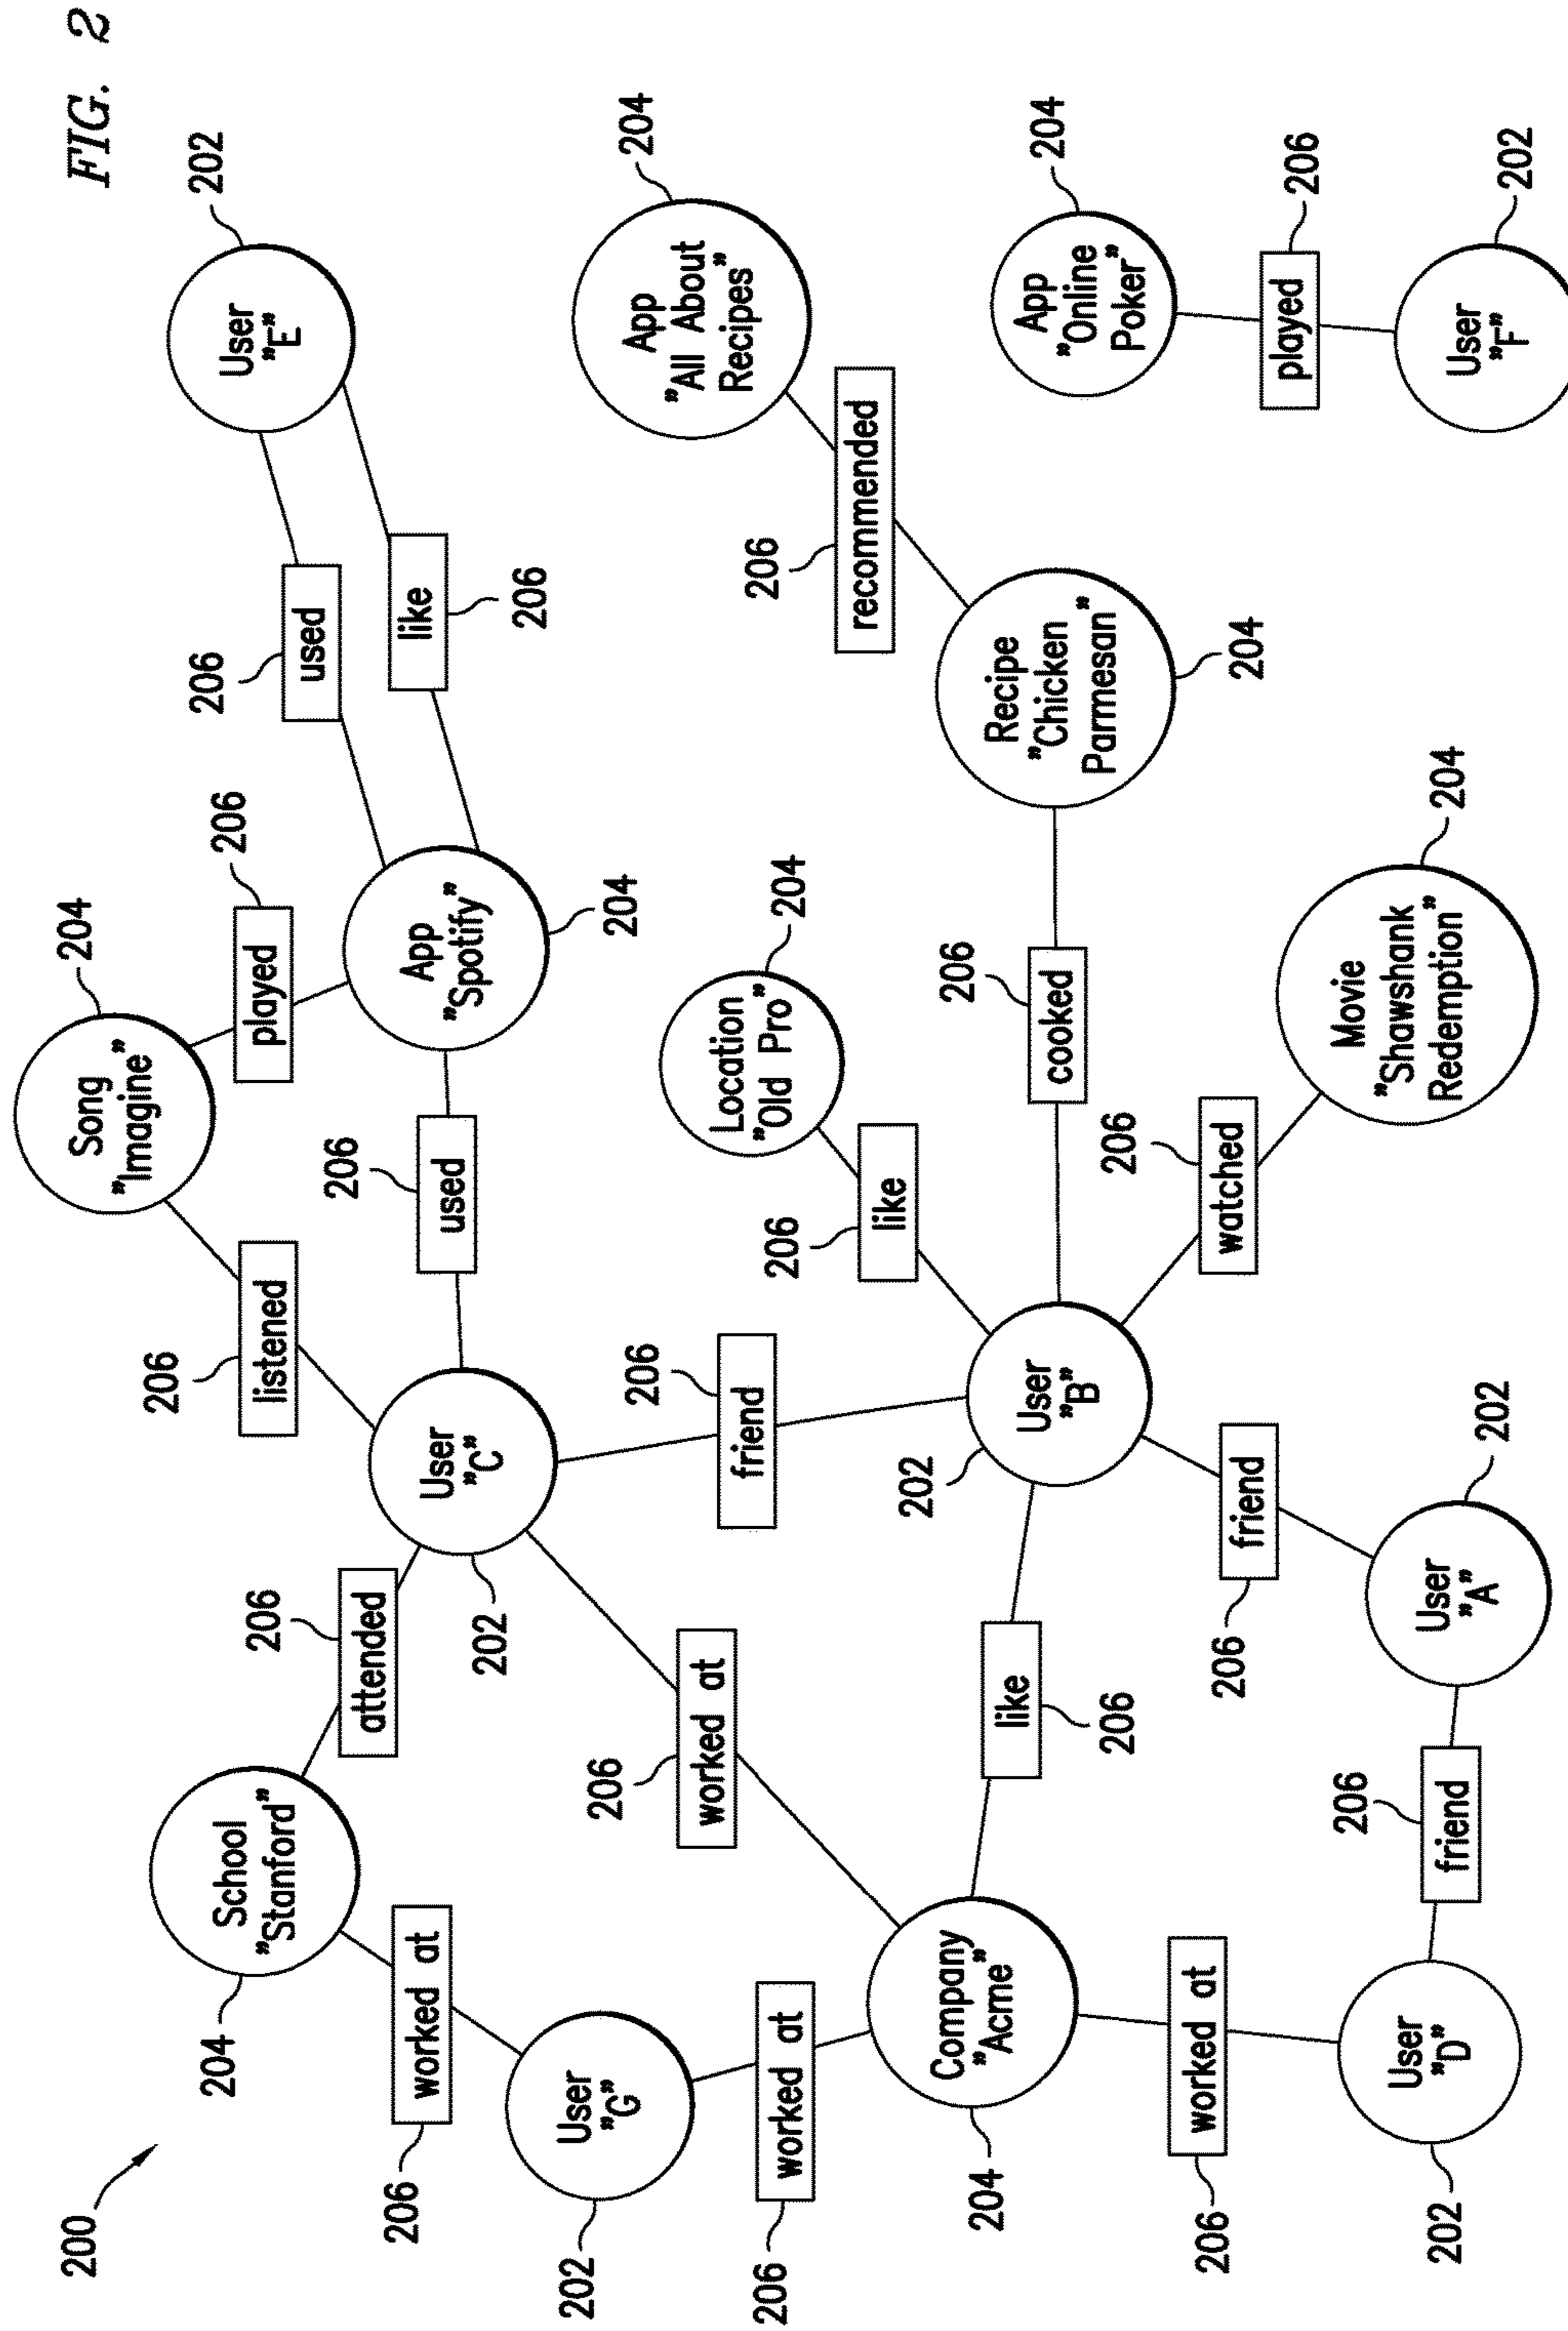 FIG. 2
200
204
Song
"Imagine"
204
School
"Stanford"
206
listened
206
played
202
User
"E"
206
attended
206
used
206
worked at
206
used
206
like
202
User
"C"
202
App
"Spotify"
204
202
User
"G"
206
worked at
206
friend
204
Location
"Old Pro"
204
App
"All About
Recipes"
206
worked at
206
like
206
recommended
204
Company
"Acme"
206
like
202
User
"B"
206
cooked
Recipe
"Chicken
Parmesan"
204
204
App
"Online
Poker"
206
worked at
206
friend
206
watched
206
played
202
User
"D"
206
friend
202
User
"A"
204
Movie
"Shawshank
Redemption"
202
User
"F"